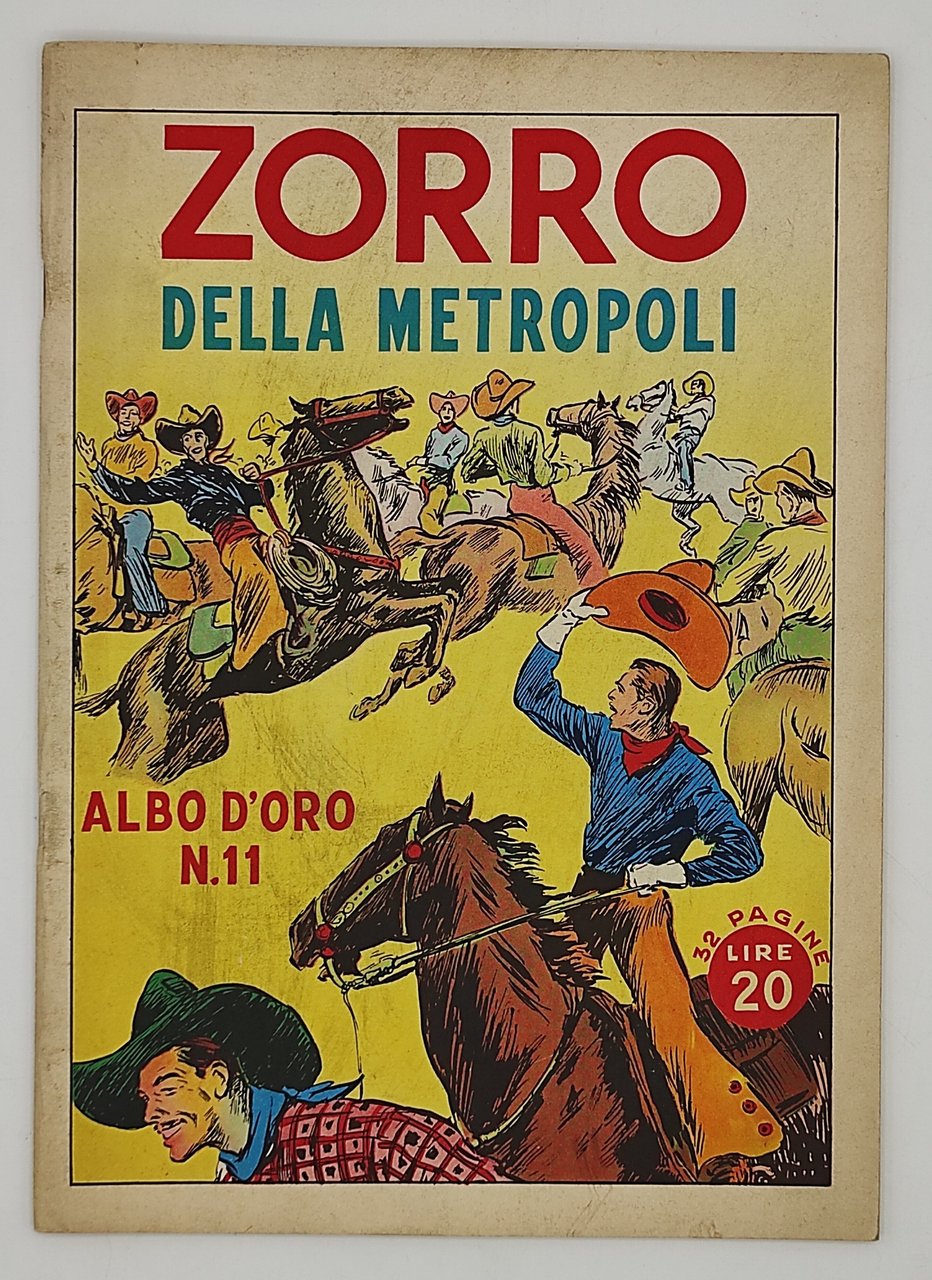 ZORRO
DELLA METROPOLI
ALBO D'ORO
N.11
32 PAGINE
LIRE
20